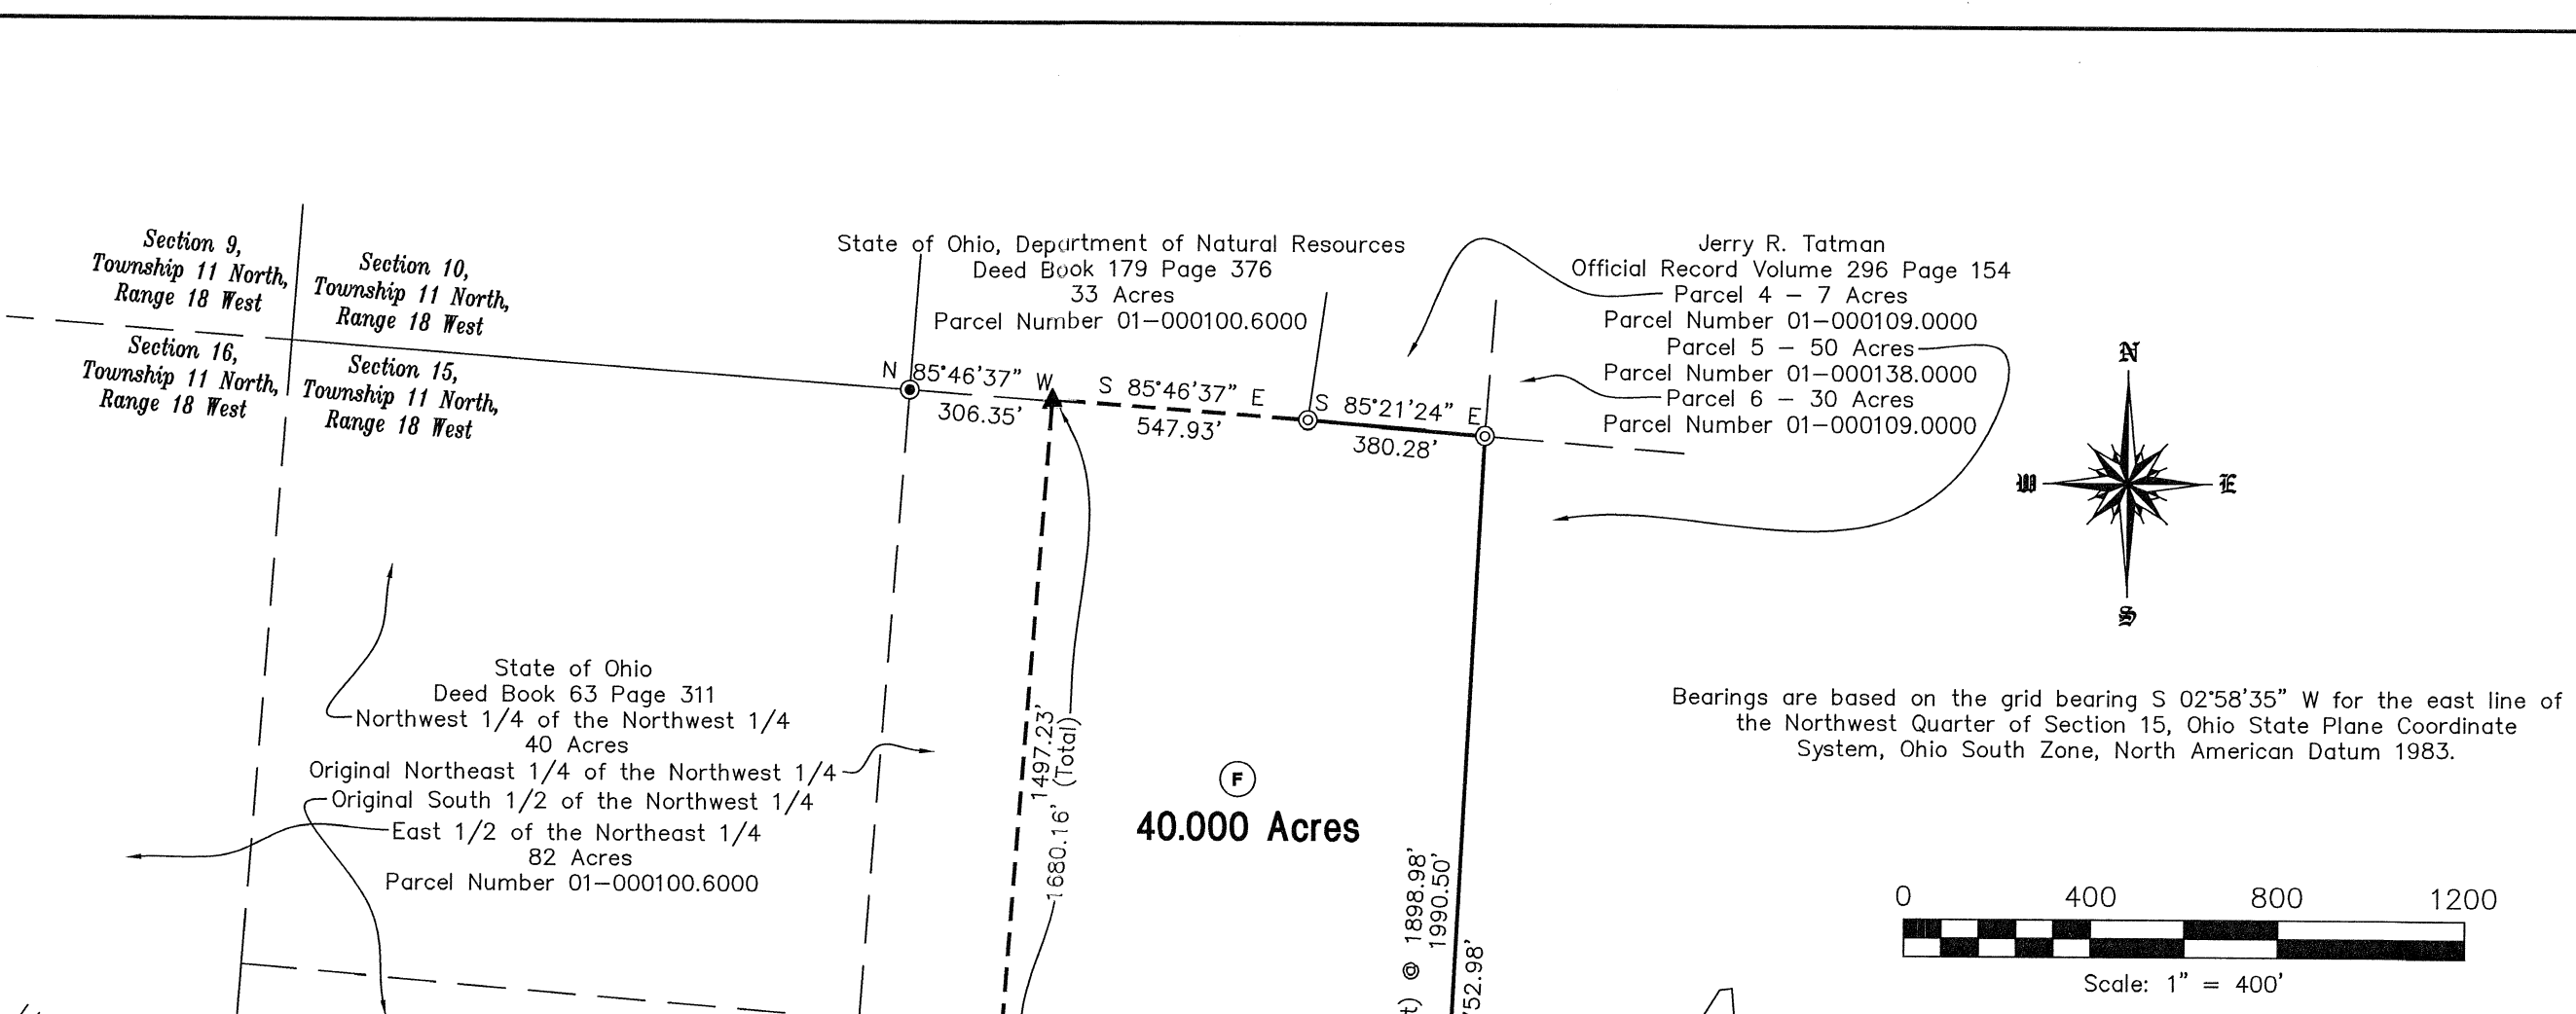 Section 9,
Township 11 North,
Range 18 West
Section 10,
Township 11 North,
Range 18 West
Section 16,
Township 11 North,
Range 18 West
Section 15,
Township 11 North,
Range 18 West
State of Ohio, Department of Natural Resources
Deed Book 179 Page 376
33 Acres
Parcel Number 01-000100.6000
Jerry R. Tatman
Official Record Volume 296 Page 154
Parcel 4 - 7 Acres
Parcel Number 01-000109.0000
Parcel 5 - 50 Acres
Parcel Number 01-000138.0000
Parcel 6 - 30 Acres
Parcel Number 01-000109.0000
N 85°46'37" W
306.35'
S 85°46'37" E
547.93'
S 85°21'24" E
380.28'
N
W
E
S
State of Ohio
Deed Book 63 Page 311
Northwest 1/4 of the Northwest 1/4
40 Acres
Original Northeast 1/4 of the Northwest 1/4
Original South 1/2 of the Northwest 1/4
East 1/2 of the Northeast 1/4
82 Acres
Parcel Number 01-000100.6000
1497.23'
1680.16' (Total)
F
40.000 Acres
Bearings are based on the grid bearing S 02°58'35" W for the east line of
the Northwest Quarter of Section 15, Ohio State Plane Coordinate
System, Ohio South Zone, North American Datum 1983.
@ 1898.98'
1990.50'
52.98'
0 400 800 1200
Scale: 1" = 400'